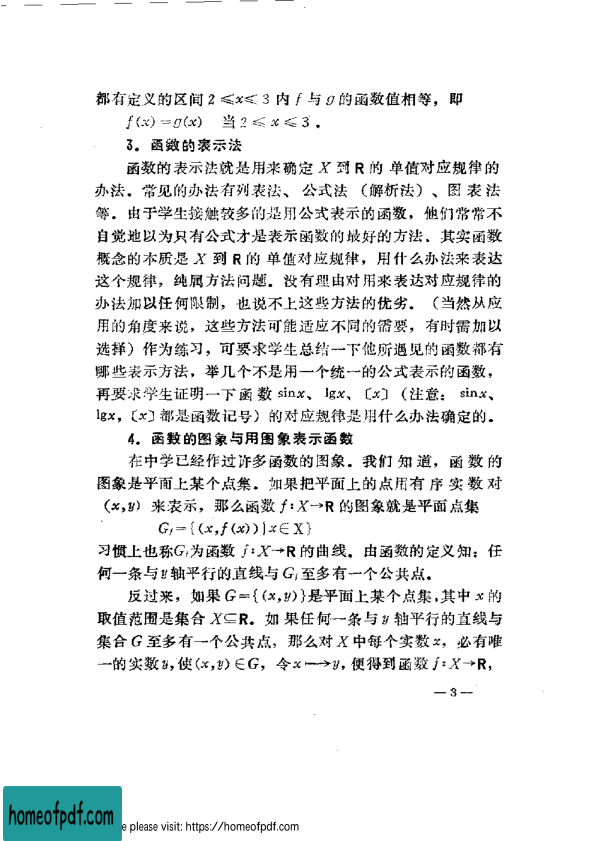 都有定义的区间 2 ≤x≤ 3 内 f 与 g 的函数值相等，即
f(x) = g(x)  当 2 ≤ x ≤ 3．
3．函数的表示法
函数的表示法就是用来确定 X 到 R 的 单值对应规律的
办法．常见的办法有列表法、公式法 （解析法）、图 表 法
等．由于学生接触较多的是用公式表示的函数，他们常常不
自觉地以为只有公式才是表示函数的最好的方法．其实函数
概念的本质是 X 到 R 的 单值对应规律，用什么办法来表达
这个规律，纯属方法问题．没有理由对用来表达对应规律的
办法加以任何限制，也说不上这些方法的优劣．（当然从应
用的角度来说，这些方法可能适应不同的需要，有时需加以
选择）作为练习，可要求学生总结一下他所遇见的函数都有
哪些表示方法，举几个不是用一个统一的公式表示的函数，
再要求学生证明一下函 数 sinx、lgx、〔x〕（注意： sinx、
lgx，〔x〕都是函数记号）的对应规律是用什么办法确定的．
4．函数的图象与用图象表示函数
在中学已经作过许多函数的图象．我们 知 道，函 数 的
图象是平面上某个点集．如果把平面上的点用有 序 实 数 对
（x, y）来表示，那么函数 f：X→R 的图象就是平面点集
Gf = {(x, f (x)) | x∈X}
习惯上也称Gf为函数 f：X→R 的曲线．由函数的定义知：任
何一条与y轴平行的直线与Gf至多有一个公共点．
反过来，如果 G={(x, y)}是平面上某个点集，其中 x 的
取值范围是集合 X⊆R．如 果任何一条与 y 轴平行的直线与
集合 G 至多有一个公共点，那么对 X 中每个实数 x，必有唯
一的实数y，使(x, y)∈G，令 x ⟼ y，便得到函数 f：X→R，
— 3 —
homeofpdf.com
e please visit: https://homeofpdf.com